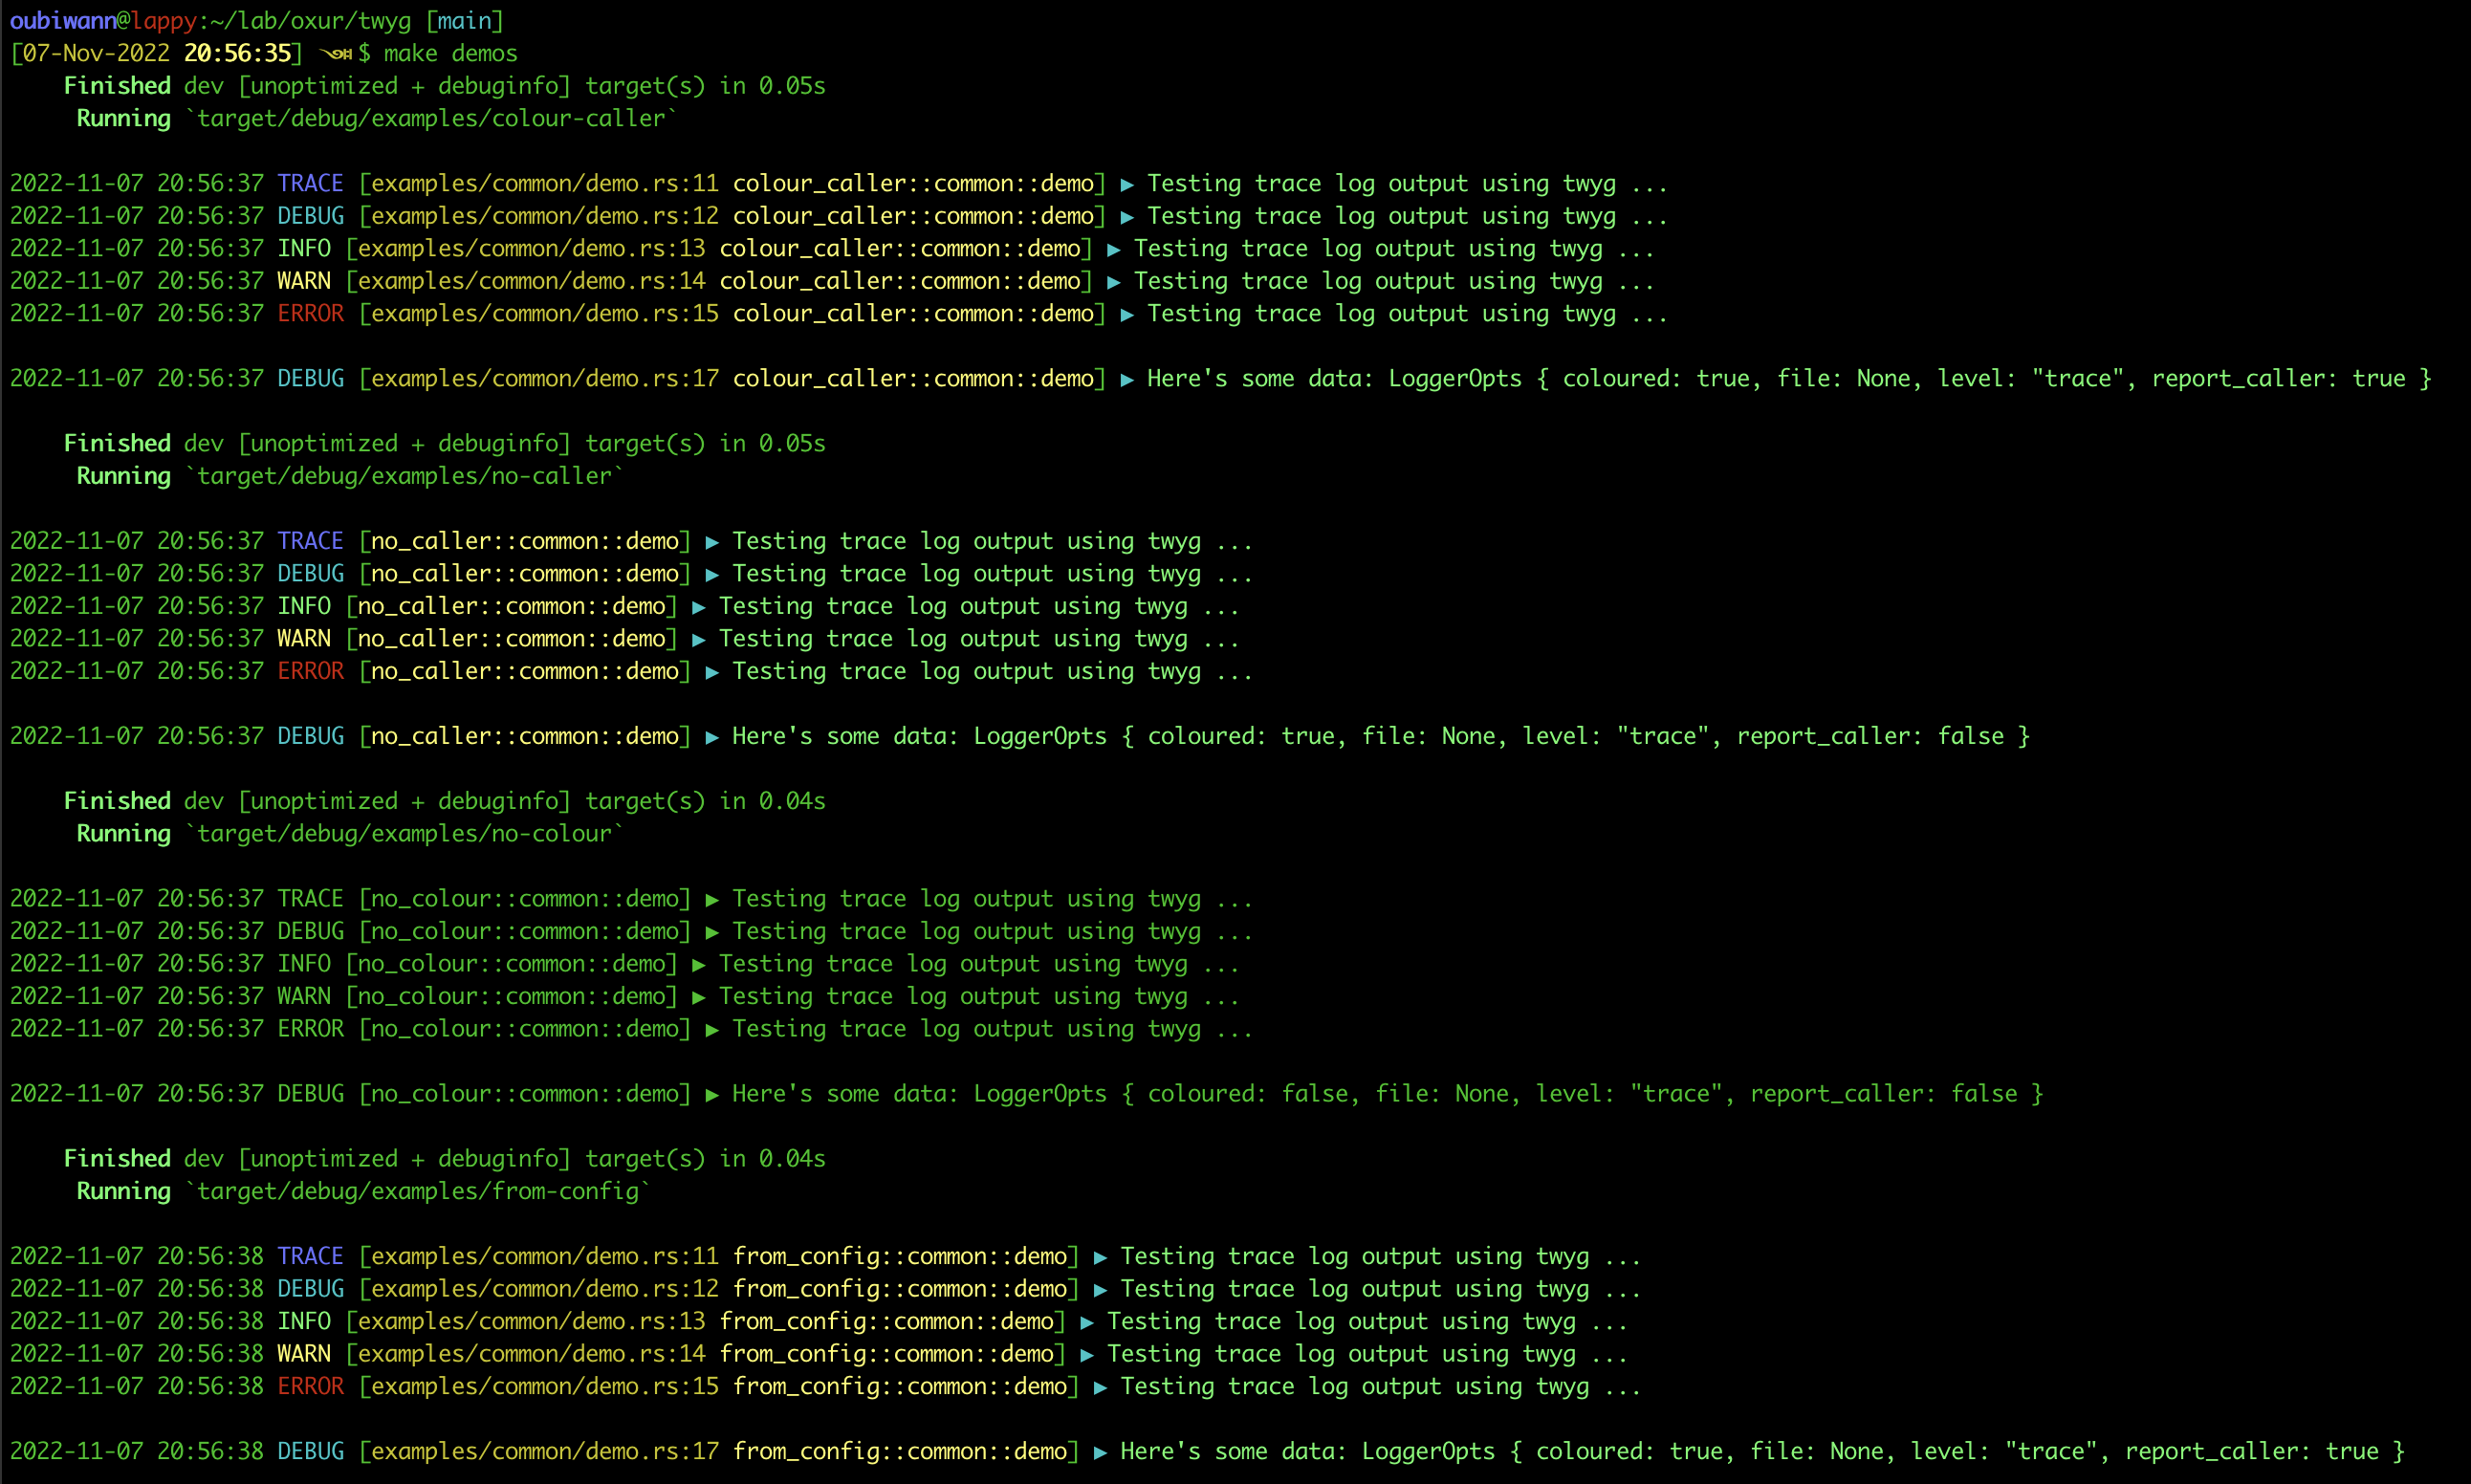 oubiwann@lappy:~/lab/oxur/twyg [main]
[07-Nov-2022 20:56:35] $ make demos
    Finished dev [unoptimized + debuginfo] target(s) in 0.05s
     Running `target/debug/examples/colour-caller`
2022-11-07 20:56:37 TRACE [examples/common/demo.rs:11 colour_caller::common::demo] ▶ Testing trace log output using twyg ...
2022-11-07 20:56:37 DEBUG [examples/common/demo.rs:12 colour_caller::common::demo] ▶ Testing trace log output using twyg ...
2022-11-07 20:56:37 INFO [examples/common/demo.rs:13 colour_caller::common::demo] ▶ Testing trace log output using twyg ...
2022-11-07 20:56:37 WARN [examples/common/demo.rs:14 colour_caller::common::demo] ▶ Testing trace log output using twyg ...
2022-11-07 20:56:37 ERROR [examples/common/demo.rs:15 colour_caller::common::demo] ▶ Testing trace log output using twyg ...
2022-11-07 20:56:37 DEBUG [examples/common/demo.rs:17 colour_caller::common::demo] ▶ Here's some data: LoggerOpts { coloured: true, file: None, level: "trace", report_caller: true }
    Finished dev [unoptimized + debuginfo] target(s) in 0.05s
     Running `target/debug/examples/no-caller`
2022-11-07 20:56:37 TRACE [no_caller::common::demo] ▶ Testing trace log output using twyg ...
2022-11-07 20:56:37 DEBUG [no_caller::common::demo] ▶ Testing trace log output using twyg ...
2022-11-07 20:56:37 INFO [no_caller::common::demo] ▶ Testing trace log output using twyg ...
2022-11-07 20:56:37 WARN [no_caller::common::demo] ▶ Testing trace log output using twyg ...
2022-11-07 20:56:37 ERROR [no_caller::common::demo] ▶ Testing trace log output using twyg ...
2022-11-07 20:56:37 DEBUG [no_caller::common::demo] ▶ Here's some data: LoggerOpts { coloured: true, file: None, level: "trace", report_caller: false }
    Finished dev [unoptimized + debuginfo] target(s) in 0.04s
     Running `target/debug/examples/no-colour`
2022-11-07 20:56:37 TRACE [no_colour::common::demo] ▶ Testing trace log output using twyg ...
2022-11-07 20:56:37 DEBUG [no_colour::common::demo] ▶ Testing trace log output using twyg ...
2022-11-07 20:56:37 INFO [no_colour::common::demo] ▶ Testing trace log output using twyg ...
2022-11-07 20:56:37 WARN [no_colour::common::demo] ▶ Testing trace log output using twyg ...
2022-11-07 20:56:37 ERROR [no_colour::common::demo] ▶ Testing trace log output using twyg ...
2022-11-07 20:56:37 DEBUG [no_colour::common::demo] ▶ Here's some data: LoggerOpts { coloured: false, file: None, level: "trace", report_caller: false }
    Finished dev [unoptimized + debuginfo] target(s) in 0.04s
     Running `target/debug/examples/from-config`
2022-11-07 20:56:38 TRACE [examples/common/demo.rs:11 from_config::common::demo] ▶ Testing trace log output using twyg ...
2022-11-07 20:56:38 DEBUG [examples/common/demo.rs:12 from_config::common::demo] ▶ Testing trace log output using twyg ...
2022-11-07 20:56:38 INFO [examples/common/demo.rs:13 from_config::common::demo] ▶ Testing trace log output using twyg ...
2022-11-07 20:56:38 WARN [examples/common/demo.rs:14 from_config::common::demo] ▶ Testing trace log output using twyg ...
2022-11-07 20:56:38 ERROR [examples/common/demo.rs:15 from_config::common::demo] ▶ Testing trace log output using twyg ...
2022-11-07 20:56:38 DEBUG [examples/common/demo.rs:17 from_config::common::demo] ▶ Here's some data: LoggerOpts { coloured: true, file: None, level: "trace", report_caller: true }